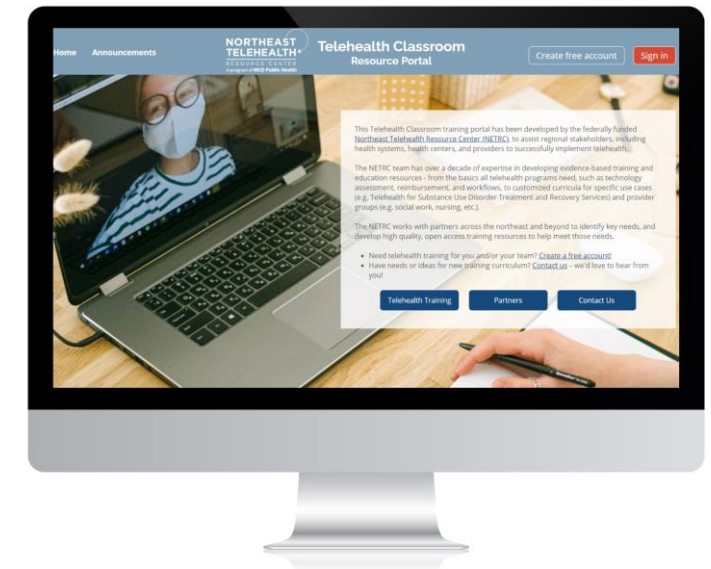 Home Announcements
NORTHEAST
TELEHEALTH
RESOURCE CENTER
A program of MCD Public Health
Telehealth Classroom
Resource Portal
Create free account
Sign in
This Telehealth Classroom training portal has been developed by the federally funded
Northeast Telehealth Resource Center (NETRC), to assist regional stakeholders, including
health systems, health centers, and providers to successfully implement telehealth.
The NETRC team has over a decade of expertise in developing evidence-based training and
education resources - from the basics all telehealth programs need, such as technology
assessment, reimbursement, and workflows, to customized curricula for specific use cases
(e.g. Telehealth for Substance Use Disorder Treatment and Recovery Services) and provider
groups (e.g. social work, nursing, etc.).
The NETRC works with partners across the northeast and beyond to identify key needs, and
develop high quality, open access training resources to help meet those needs.
• Need telehealth training for you and/or your team? Create a free account!
• Have needs or ideas for new training curriculum? Contact us – we'd love to hear from
you!
Telehealth Training
Partners
Contact Us